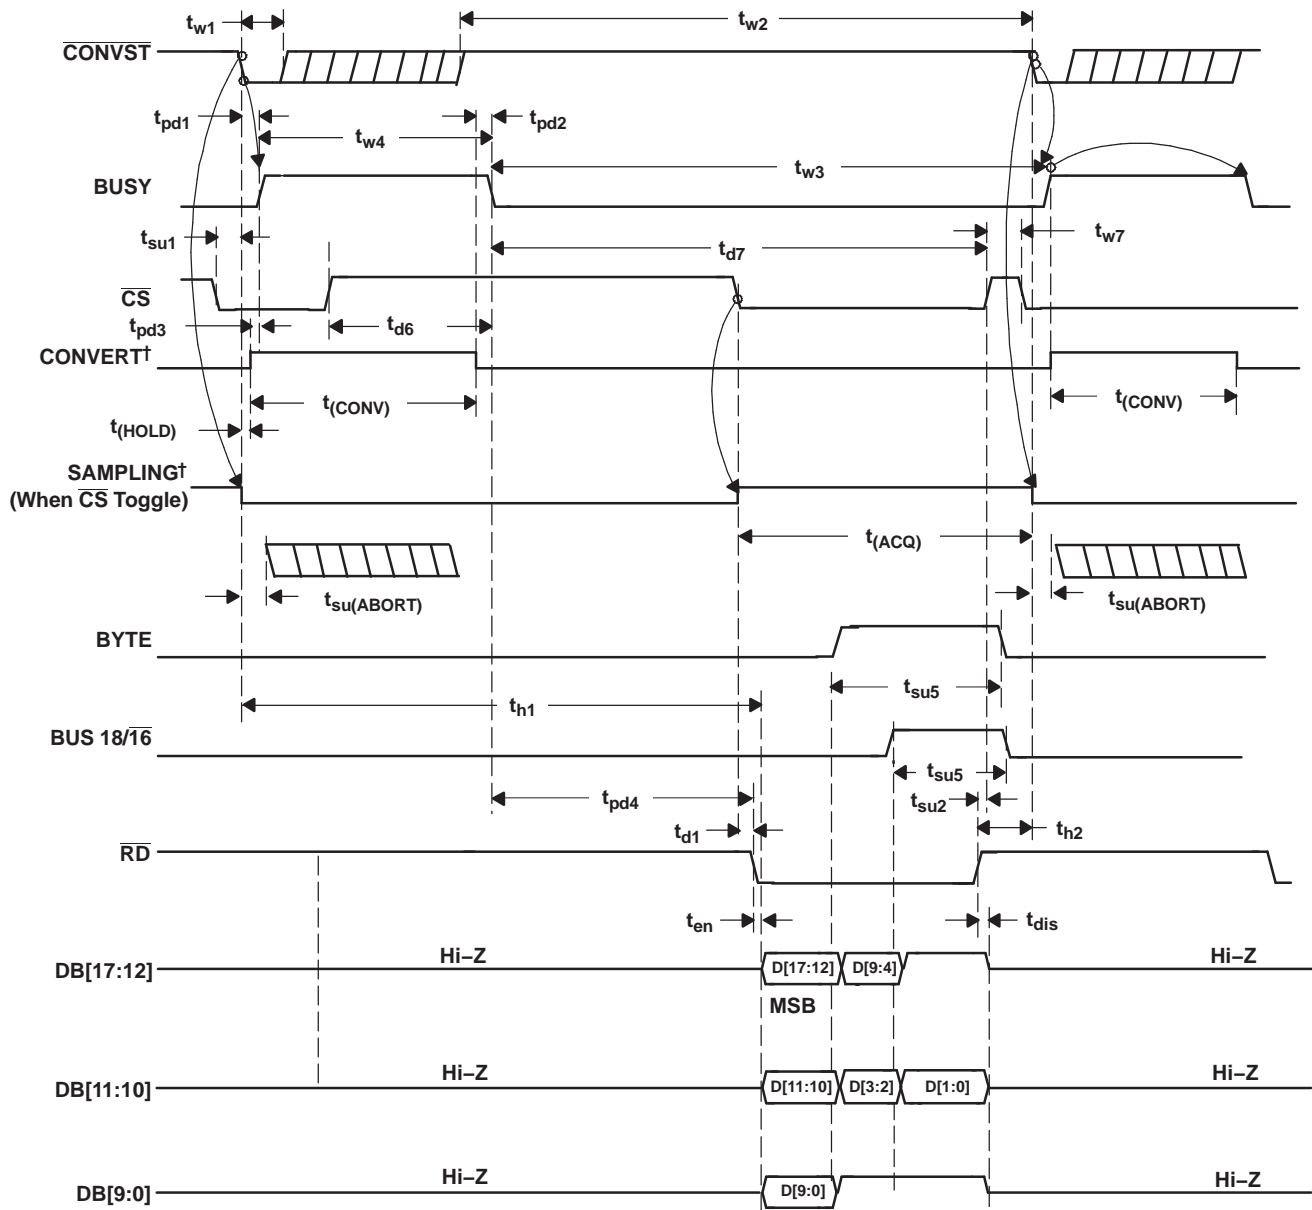 tw1
tw2
CONVST
tpd1
tw4
tpd2
tw3
BUSY
tsu1
td7
tw7
CS
tpd3
td6
CONVERT†
t(CONV)
t(CONV)
t(HOLD)
SAMPLING†
(When CS Toggle)
t(ACQ)
tsu(ABORT)
tsu(ABORT)
BYTE
tsu5
th1
BUS 18/16
tsu5
tpd4
tsu2
td1
th2
RD
ten
tdis
Hi–Z
Hi–Z
DB[17:12]
D[17:12]
D[9:4]
MSB
Hi–Z
Hi–Z
DB[11:10]
D[11:10]
D[3:2]
D[1:0]
Hi–Z
Hi–Z
DB[9:0]
D[9:0]